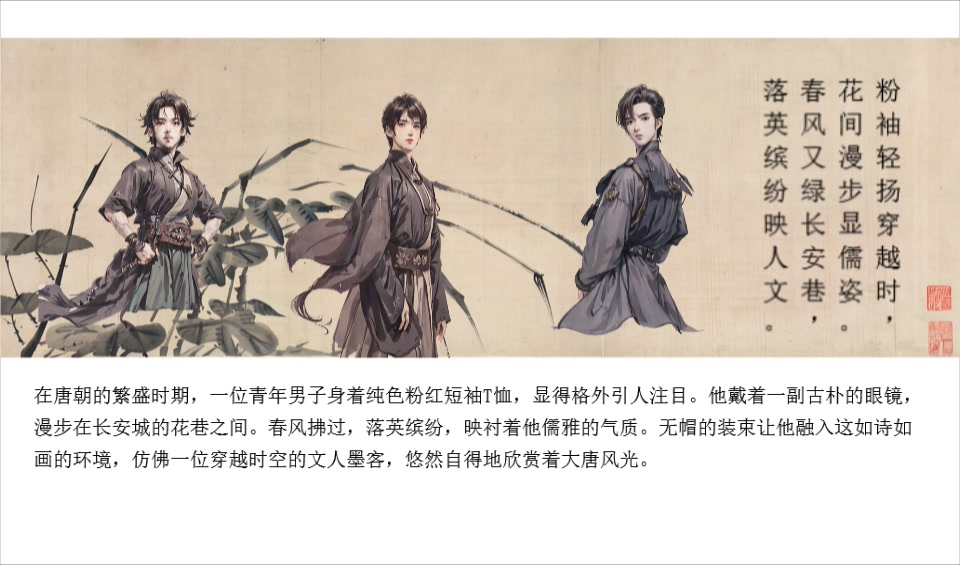 粉袖轻扬穿越时，
花间漫步显儒姿。
春风又绿长安巷，
落英缤纷映人文。
在唐朝的繁盛时期，一位青年男子身着纯色粉红短袖T恤，显得格外引人注目。他戴着一副古朴的眼镜，
漫步在长安城的花巷之间。春风拂过，落英缤纷，映衬着他儒雅的气质。无帽的装束让他融入这如诗如
画的环境，仿佛一位穿越时空的文人墨客，悠然自得地欣赏着大唐风光。